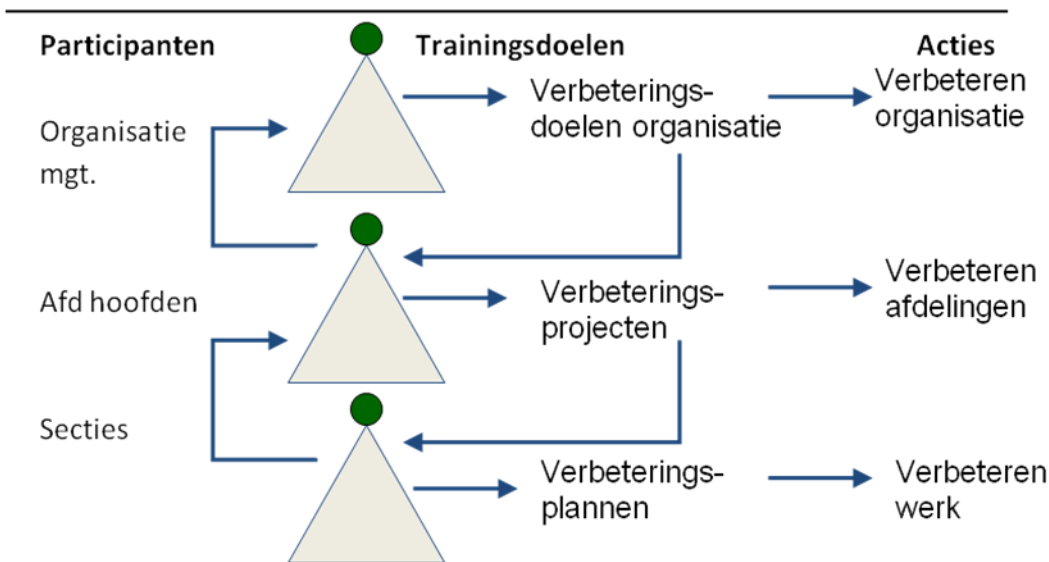 Participanten
Trainingsdoelen
Acties
Organisatie
mgt.
Verbeterings-
doelen organisatie
Verbeteren
organisatie
Afd hoofden
Verbeterings-
projecten
Verbeteren
afdelingen
Secties
Verbeterings-
plannen
Verbeteren
werk